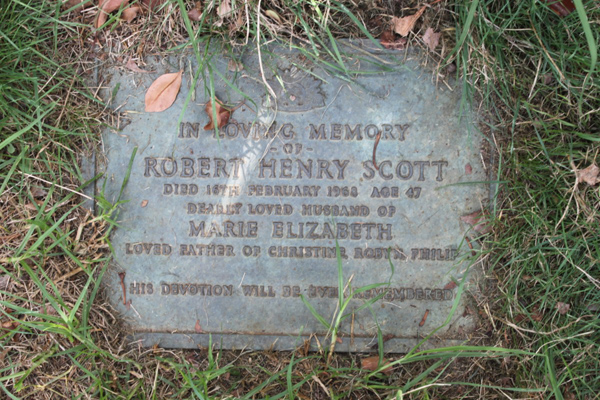 IN LOVING MEMORY
- OF -
ROBERT HENRY SCOTT
DIED 16TH FEBRUARY 1968 AGE 47
DEARLY LOVED HUSBAND OF
MARIE ELIZABETH
LOVED FATHER OF CHRISTINE, ROBYN, PHILIP
HIS DEVOTION WILL BE EVER REMEMBERED